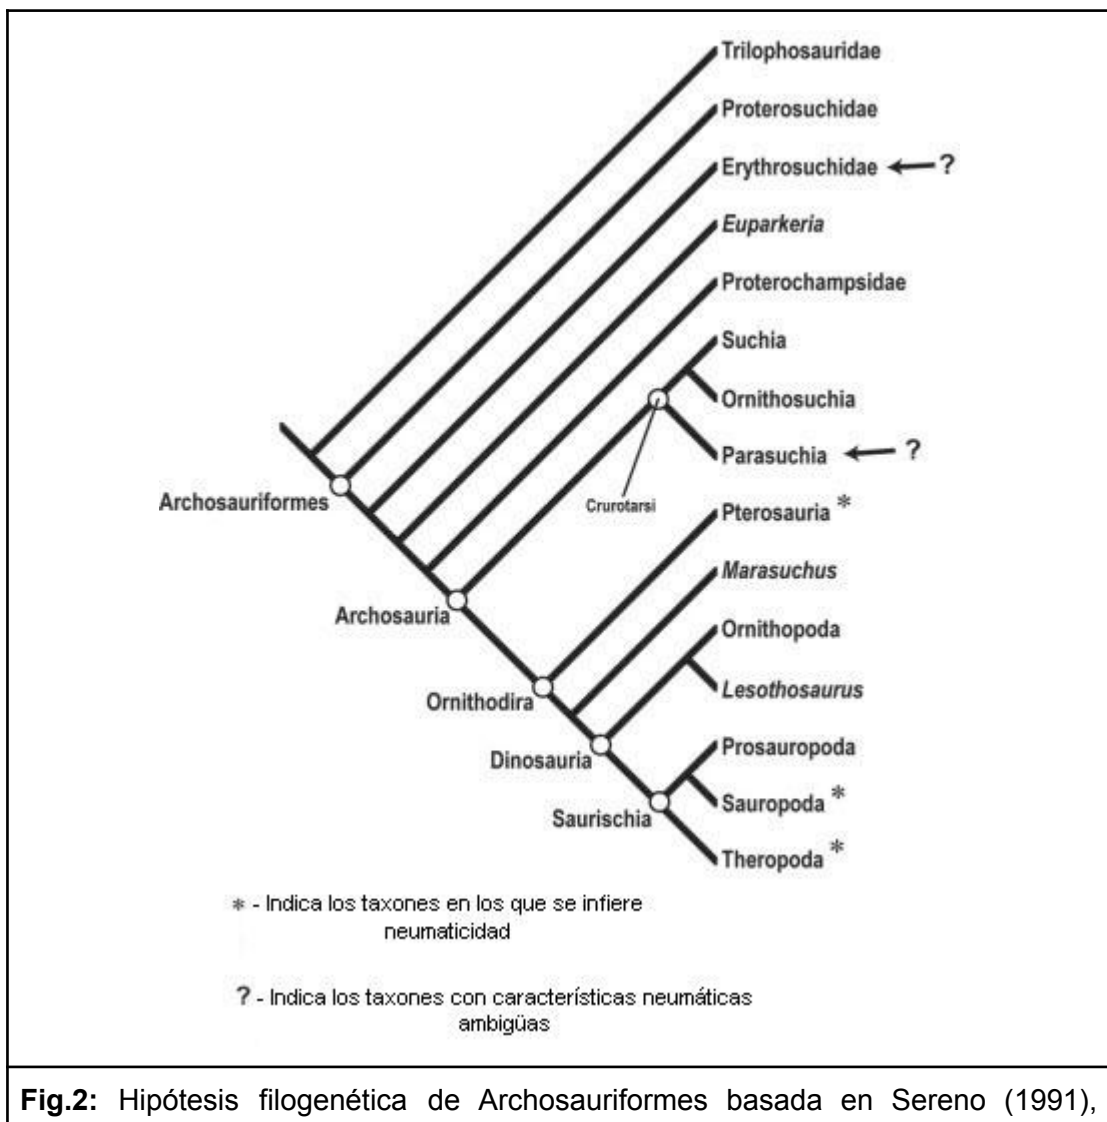 Trilophosauridae
Proterosuchidae
Erythrosuchidae ?
Euparkeria
Proterochampsidae
Suchia
Ornithosuchia
Parasuchia ?
Crurotarsi
Archosauriformes
Pterosauria *
Marasuchus
Archosauria
Ornithopoda
Lesothosaurus
Ornithodira
Prosauropoda
Dinosauria
Sauropoda *
Saurischia
Theropoda *
* - Indica los taxones en los que se infiere
neumaticidad
? - Indica los taxones con características neumáticas
ambigüas
Fig.2: Hipótesis filogenética de Archosauriformes basada en Sereno (1991),